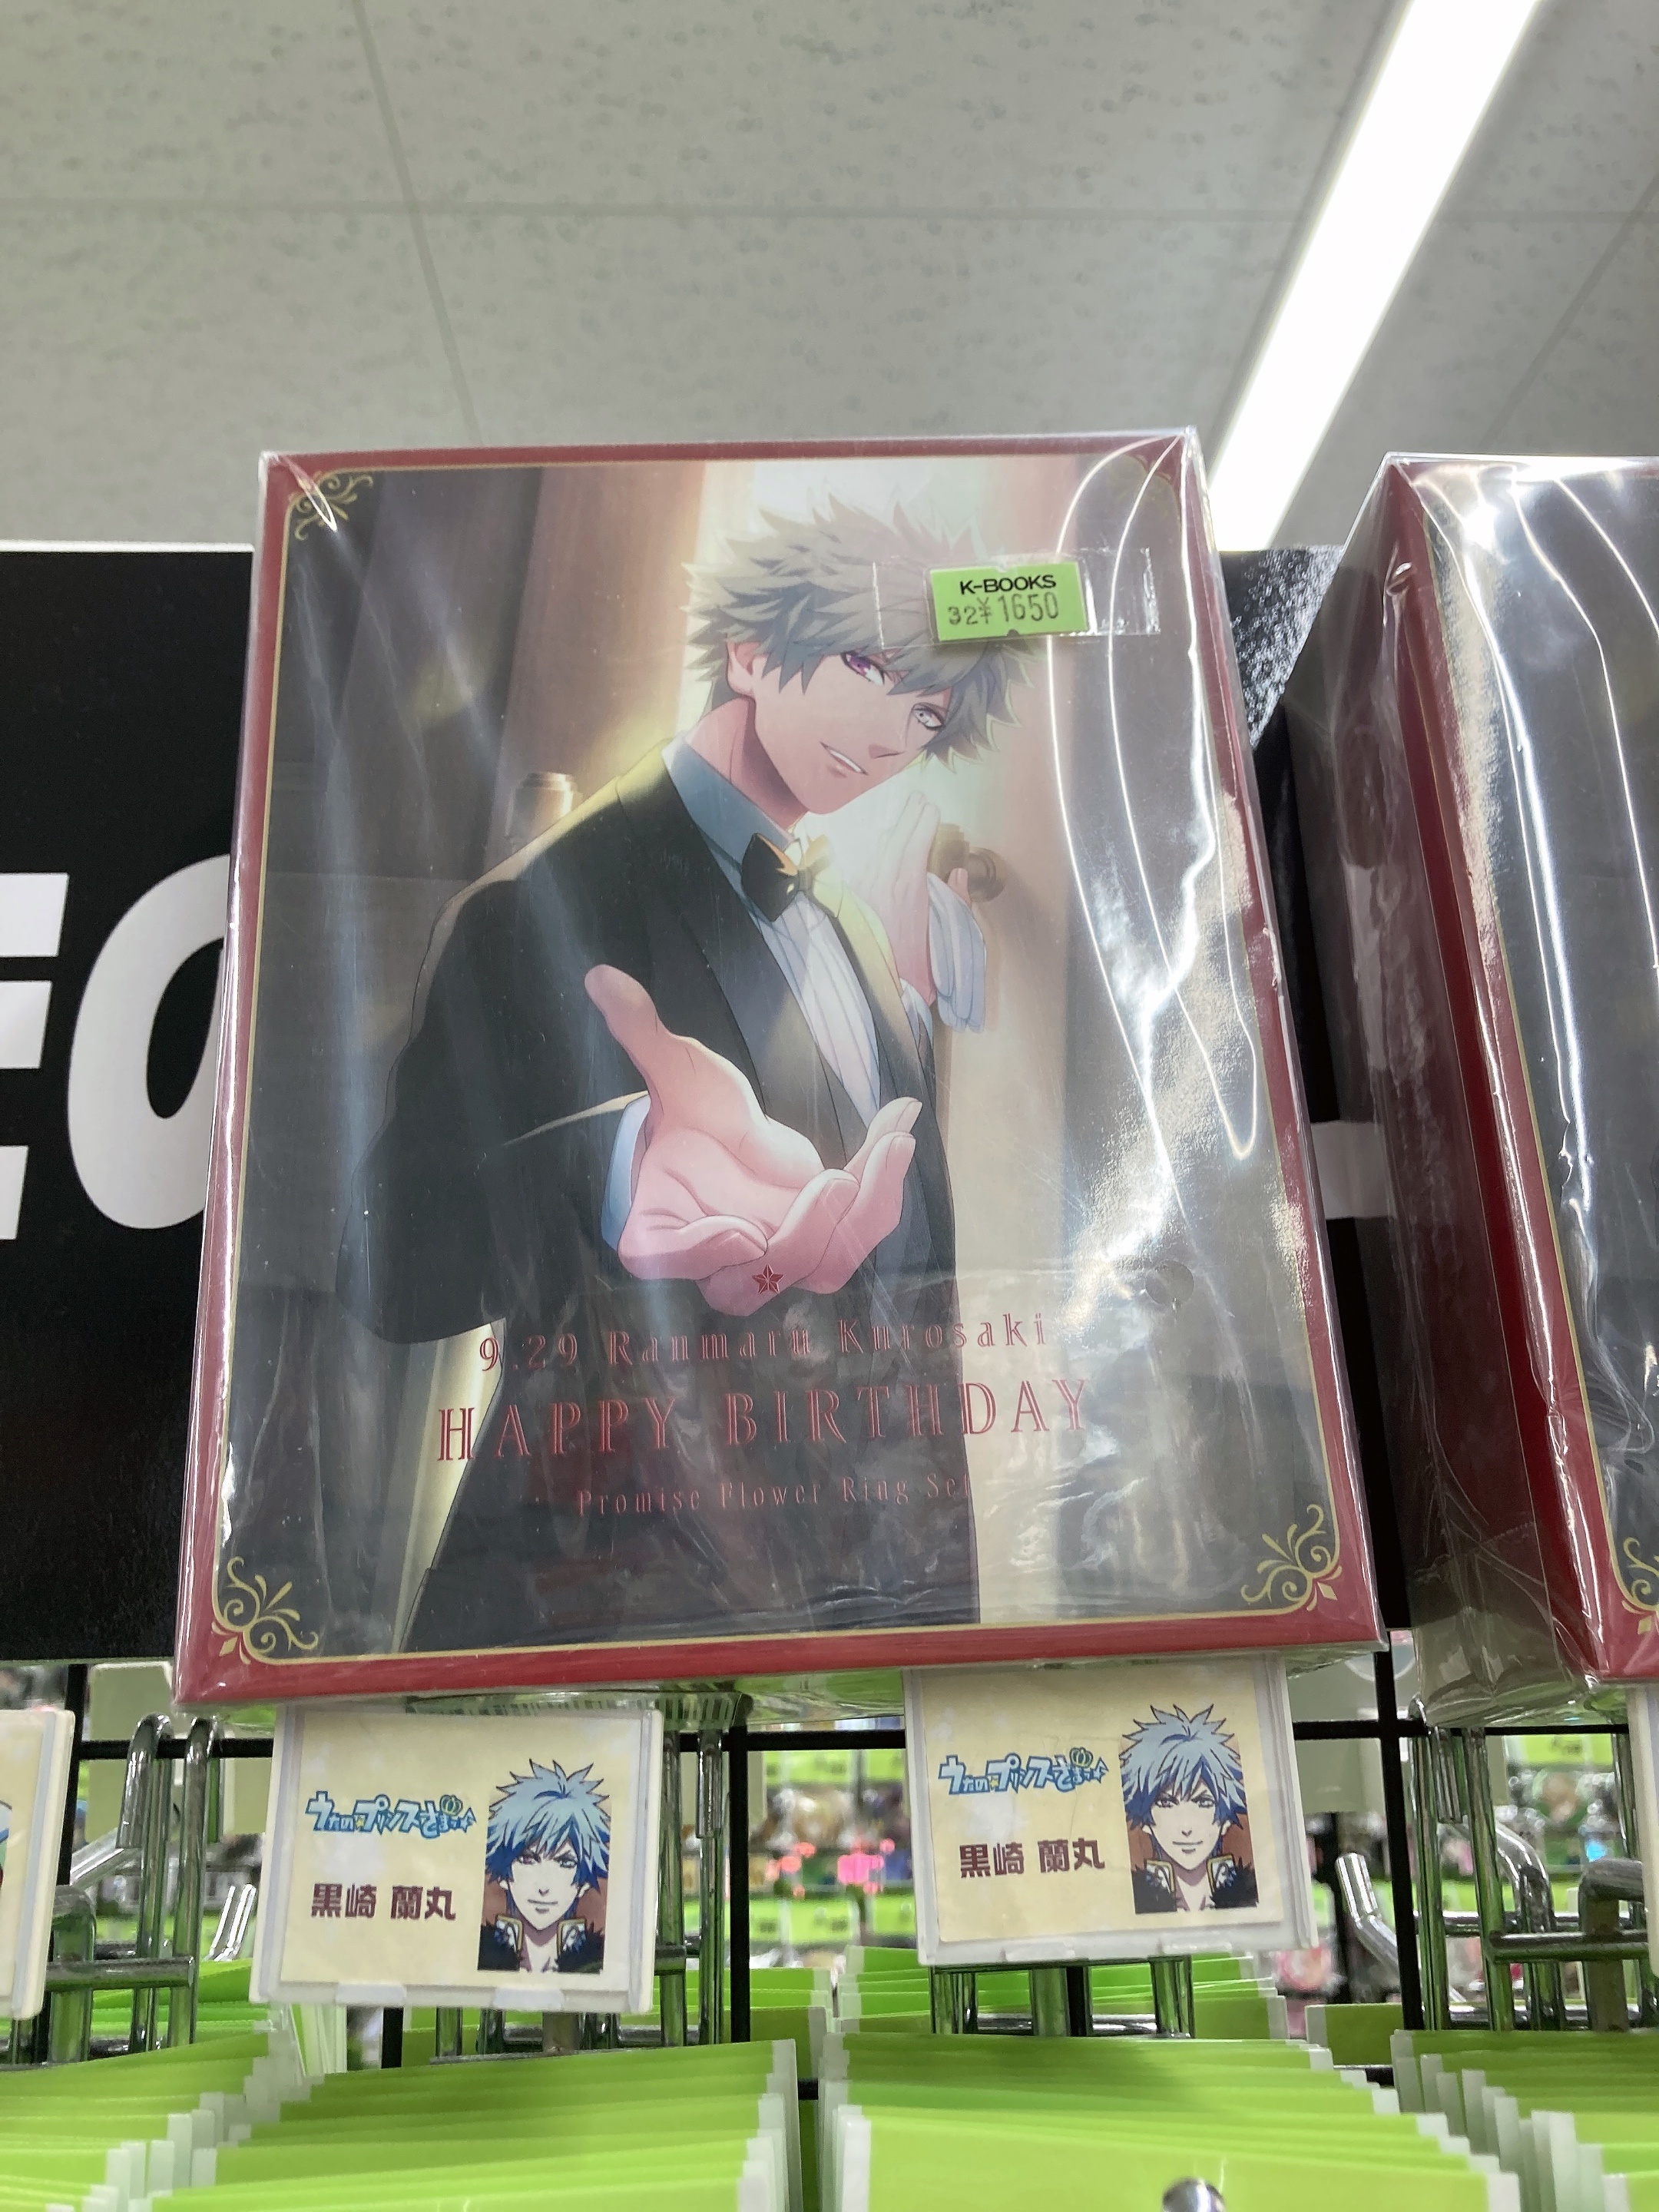 K-BOOKS
32¥1650
9.29 Ranmaru Kurosaki
HAPPY BIRTHDAY
Promise Flower Ring Set
うたの☆プリンスさまっ♪
黒崎 蘭丸
うたの☆プリンスさまっ♪
黒崎 蘭丸